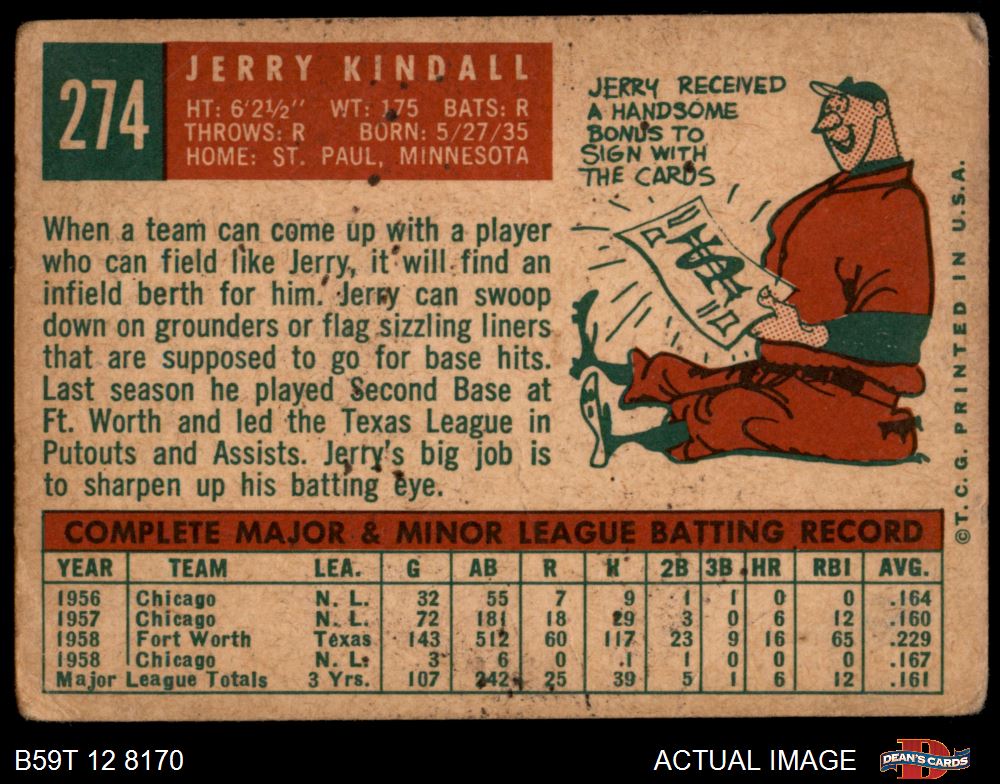 274
JERRY KINDALL
HT: 6'2½" WT: 175 BATS: R
THROWS: R BORN: 5/27/35
HOME: ST. PAUL, MINNESOTA
JERRY RECEIVED
A HANDSOME
BONUS TO
SIGN WITH
THE CARDS
When a team can come up with a player
who can field like Jerry, it will find an
infield berth for him. Jerry can swoop
down on grounders or flag sizzling liners
that are supposed to go for base hits.
Last season he played Second Base at
Ft. Worth and led the Texas League in
Putouts and Assists. Jerry's big job is
to sharpen up his batting eye.
©T. C. G. PRINTED IN U.S.A.
COMPLETE MAJOR & MINOR LEAGUE BATTING RECORD
YEAR TEAM LEA. G AB R H 2B 3B HR RBI AVG.
1956 Chicago N. L. 32 55 7 9 1 1 0 0 .164
1957 Chicago N. L. 72 181 18 29 3 0 6 12 .160
1958 Fort Worth Texas 143 512 60 117 23 9 16 65 .229
1958 Chicago N. L. 3 6 0 1 1 0 0 0 .167
Major League Totals 3 Yrs. 107 242 25 39 5 1 6 12 .161
B59T 12 8170
ACTUAL IMAGE
D
DEAN'S CARDS